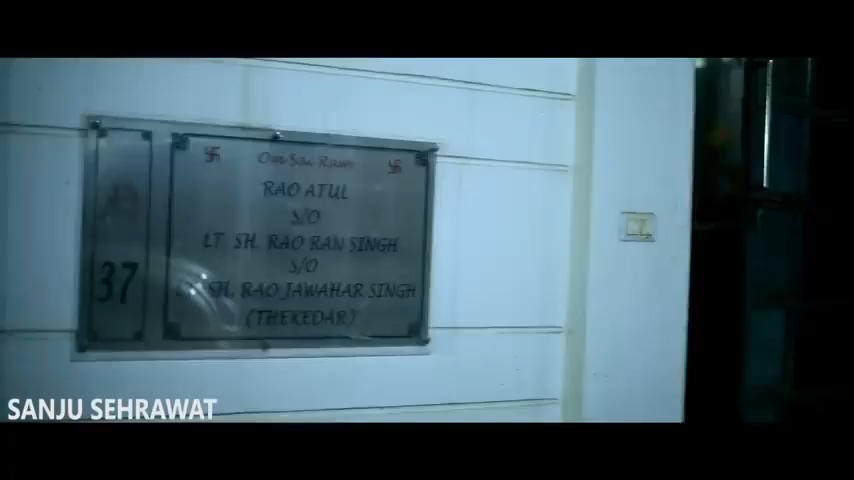 Om Sai Ram
RAO ATUL
S/O
LT. SH. RAO RAN SINGH
S/O
SH. RAO JAWAHAR SINGH
(THEKEDAR)
37
SANJU SEHRAWAT